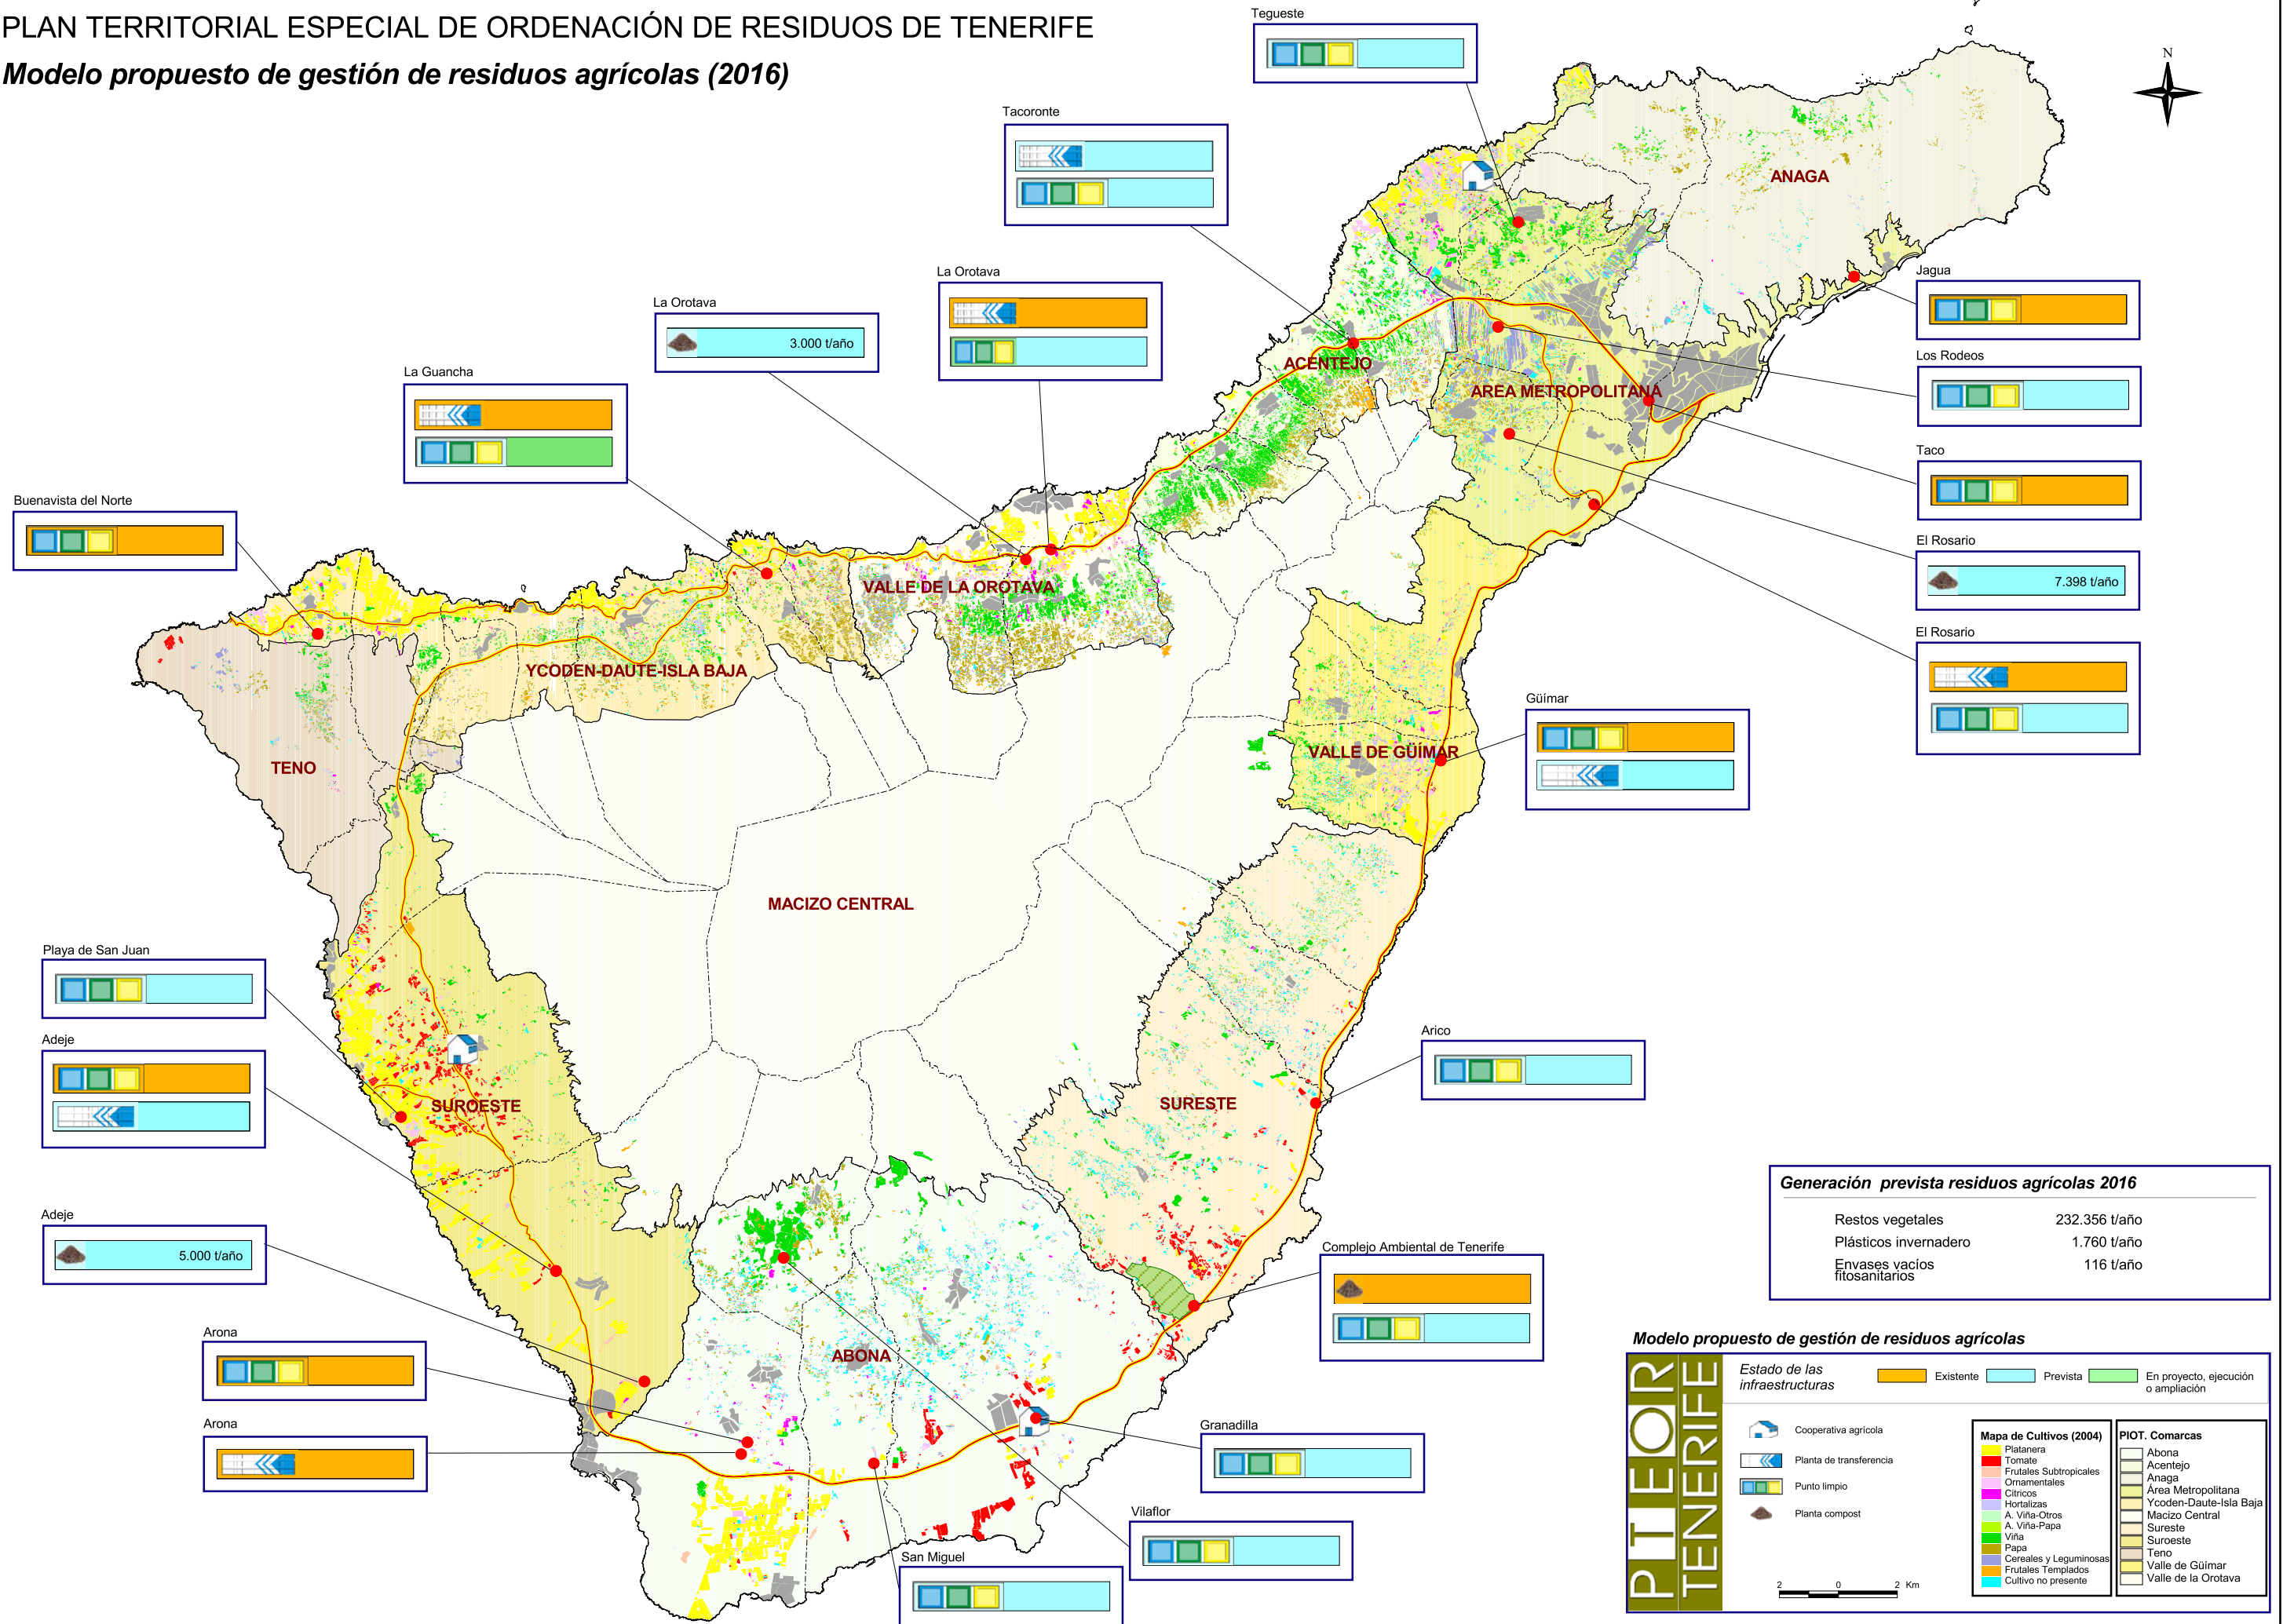 PLAN TERRITORIAL ESPECIAL DE ORDENACIÓN DE RESIDUOS DE TENERIFE
Modelo propuesto de gestión de residuos agrícolas (2016)
Tegueste
N
Tacoronte
ANAGA
La Orotava
Jagua
La Orotava
3.000 t/año
Los Rodeos
La Guancha
ACENTEJO
AREA METROPOLITANA
Taco
Buenavista del Norte
El Rosario
7.398 t/año
VALLE DE LA OROTAVA
El Rosario
YCODEN-DAUTE-ISLA BAJA
Güímar
VALLE DE GÜÍMAR
TENO
MACIZO CENTRAL
Playa de San Juan
Adeje
Arico
SUROESTE
SURESTE
Adeje
5.000 t/año
Complejo Ambiental de Tenerife
Arona
ABONA
Arona
Granadilla
Vilaflor
San Miguel
Generación prevista residuos agrícolas 2016
Restos vegetales 232.356 t/año
Plásticos invernadero 1.760 t/año
Envases vacíos 116 t/año
fitosanitarios
Modelo propuesto de gestión de residuos agrícolas
PTEOR
TENERIFE
Estado de las
infraestructuras
Existente
Prevista
En proyecto, ejecución
o ampliación
Cooperativa agrícola
Planta de transferencia
Punto limpio
Planta compost
2 0 2 Km
Mapa de Cultivos (2004)
Platanera
Tomate
Frutales Subtropicales
Ornamentales
Citricos
Hortalizas
A. Viña-Otros
A. Viña-Papa
Viña
Papa
Cereales y Leguminosas
Frutales Templados
Cultivo no presente
PIOT. Comarcas
Abona
Acentejo
Anaga
Área Metropolitana
Ycoden-Daute-Isla Baja
Macizo Central
Sureste
Suroeste
Teno
Valle de Güímar
Valle de la Orotava